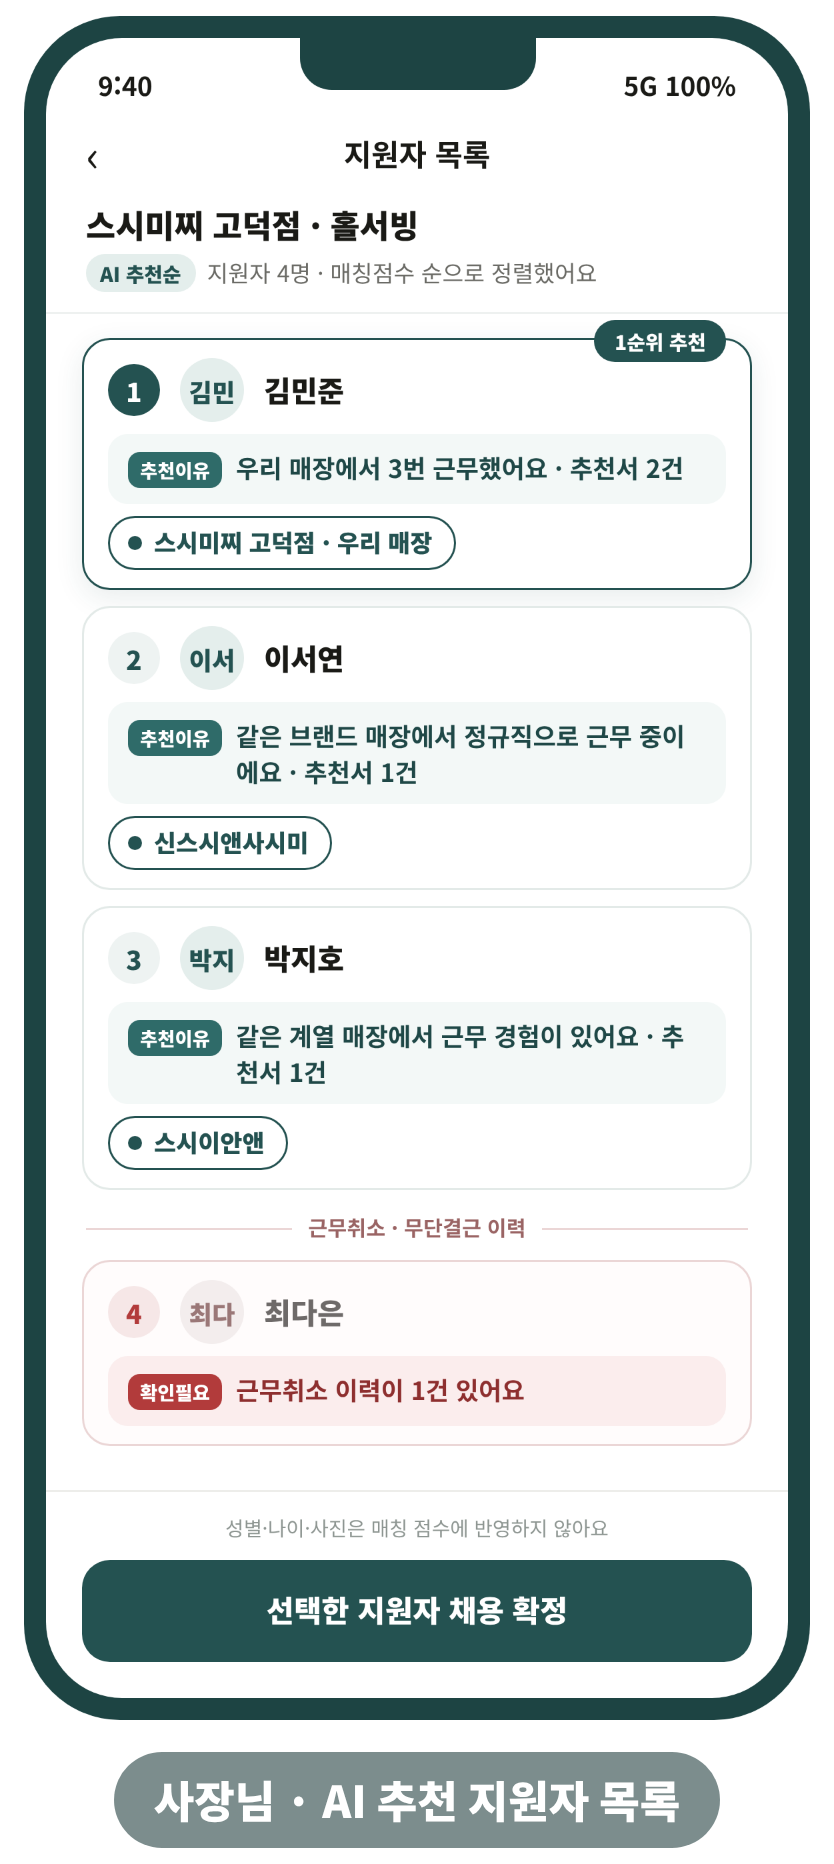 9:40
5G 100%
‹
지원자 목록
스시미찌 고덕점 · 홀서빙
AI 추천순 지원자 4명 · 매칭점수 순으로 정렬했어요
1순위 추천
1 김민 김민준
추천이유 우리 매장에서 3번 근무했어요 · 추천서 2건
스시미찌 고덕점 · 우리 매장
2 이서 이서연
추천이유 같은 브랜드 매장에서 정규직으로 근무 중이
에요 · 추천서 1건
신스시앤사시미
3 박지 박지호
추천이유 같은 계열 매장에서 근무 경험이 있어요 · 추
천서 1건
스시이안앤
근무취소 · 무단결근 이력
4 최다 최다은
확인필요 근무취소 이력이 1건 있어요
성별·나이·사진은 매칭 점수에 반영하지 않아요
선택한 지원자 채용 확정
사장님 · AI 추천 지원자 목록